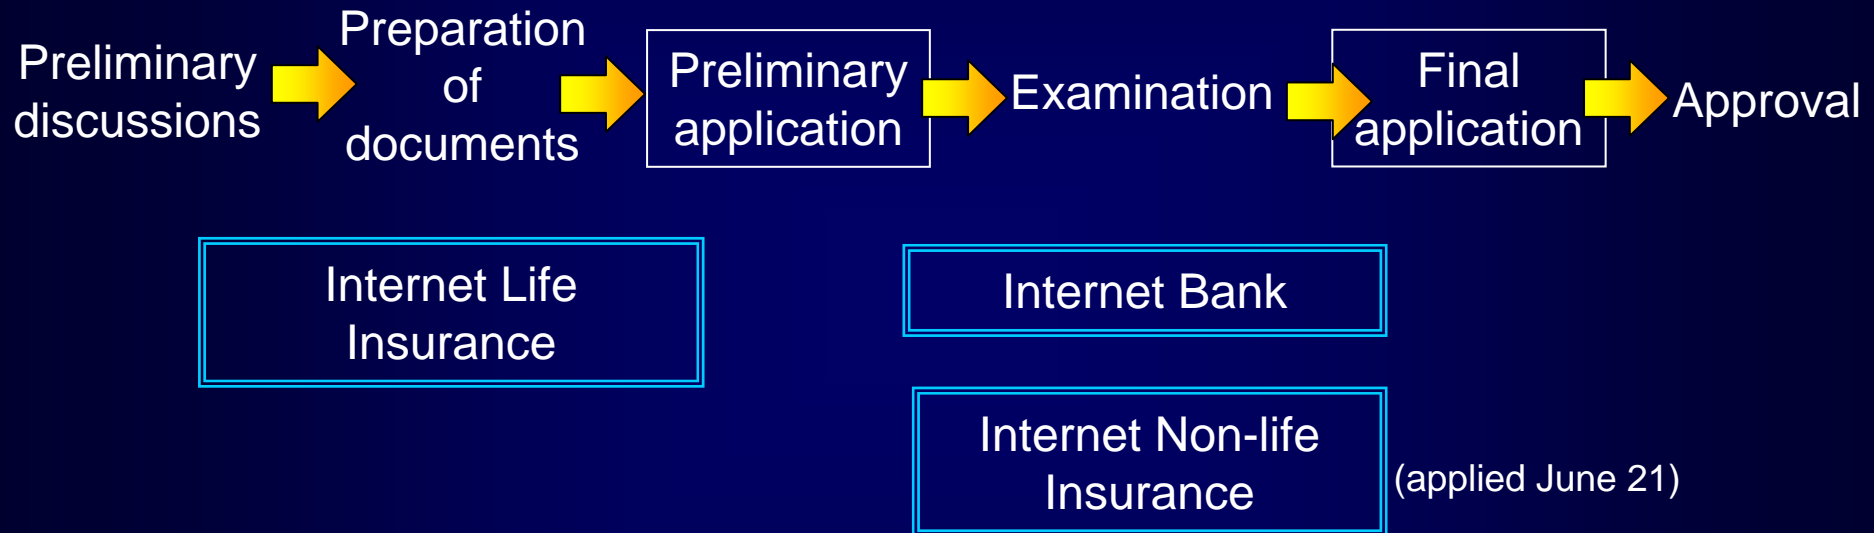 Preliminary
discussions
Preparation
of
documents
Preliminary
application
Examination
Final
application
Approval
Internet Life
Insurance
Internet Bank
Internet Non-life
Insurance
(applied June 21)